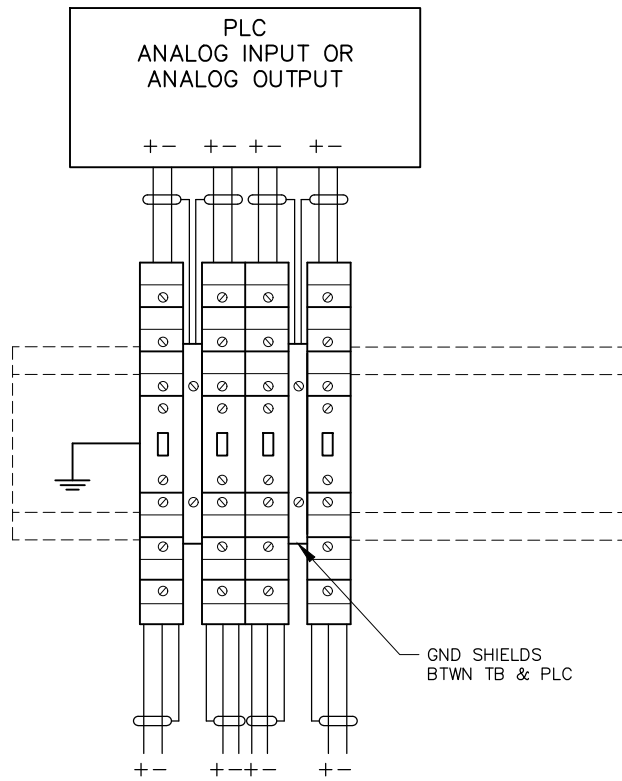 PLC
ANALOG INPUT OR
ANALOG OUTPUT
+- +- +- +-
GND SHIELDS
BTWN TB & PLC
+- +-+- +-